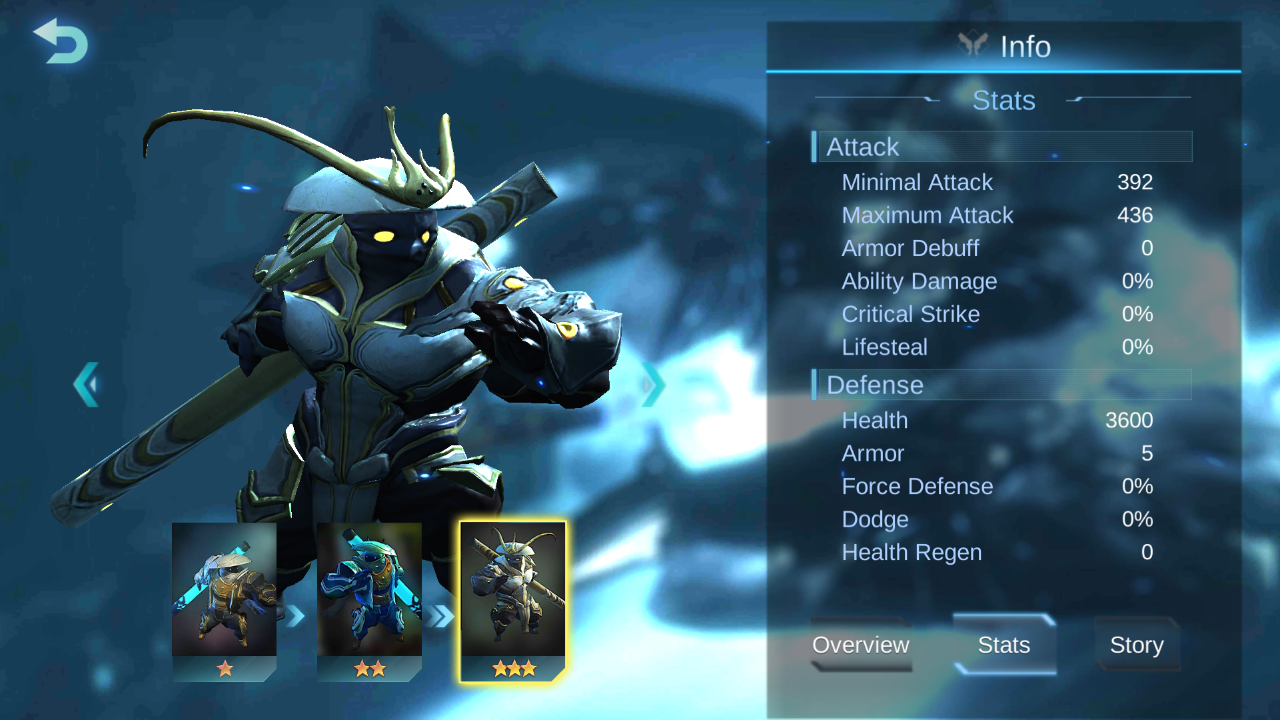 Info
Stats
Attack
Minimal Attack 392
Maximum Attack 436
Armor Debuff 0
Ability Damage 0%
Critical Strike 0%
Lifesteal 0%
Defense
Health 3600
Armor 5
Force Defense 0%
Dodge 0%
Health Regen 0
Overview Stats Story